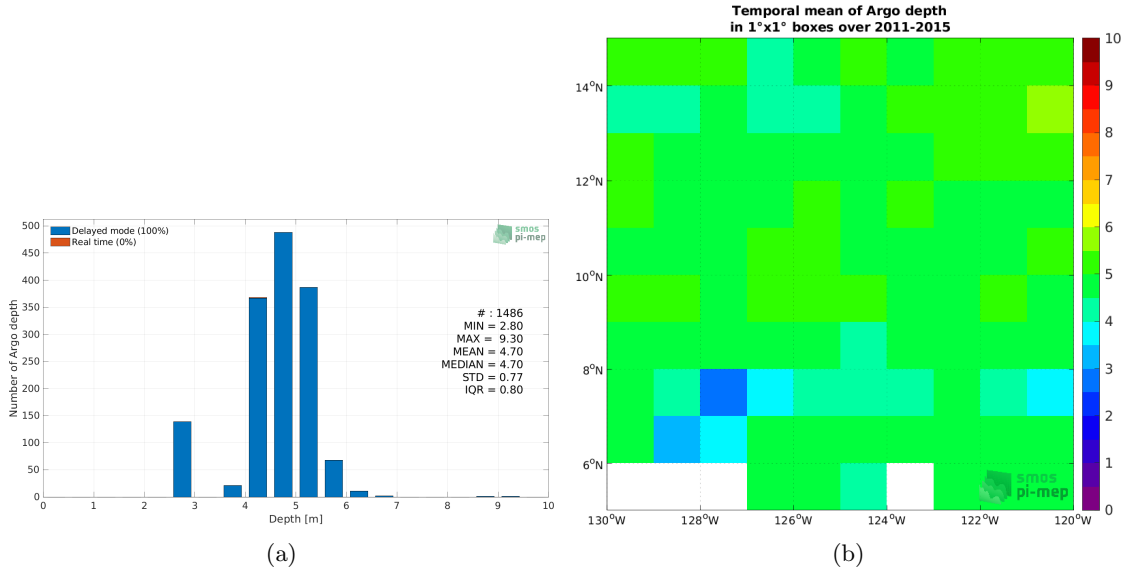 500
450
400
350
300
250
200
150
100
50
0
Number of Argo depth
Delayed mode (100%)
Real time (0%)
smos
pi-mep
# : 1486
MIN = 2.80
MAX = 9.30
MEAN = 4.70
MEDIAN = 4.70
STD = 0.77
IQR = 0.80
0 1 2 3 4 5 6 7 8 9 10
Depth [m]
(a)
Temporal mean of Argo depth
in 1°x1° boxes over 2011-2015
14°N
12°N
10°N
8°N
6°N
smos
pi-mep
130°W 128°W 126°W 124°W 122°W 120°W
10
9
8
7
6
5
4
3
2
1
0
(b)